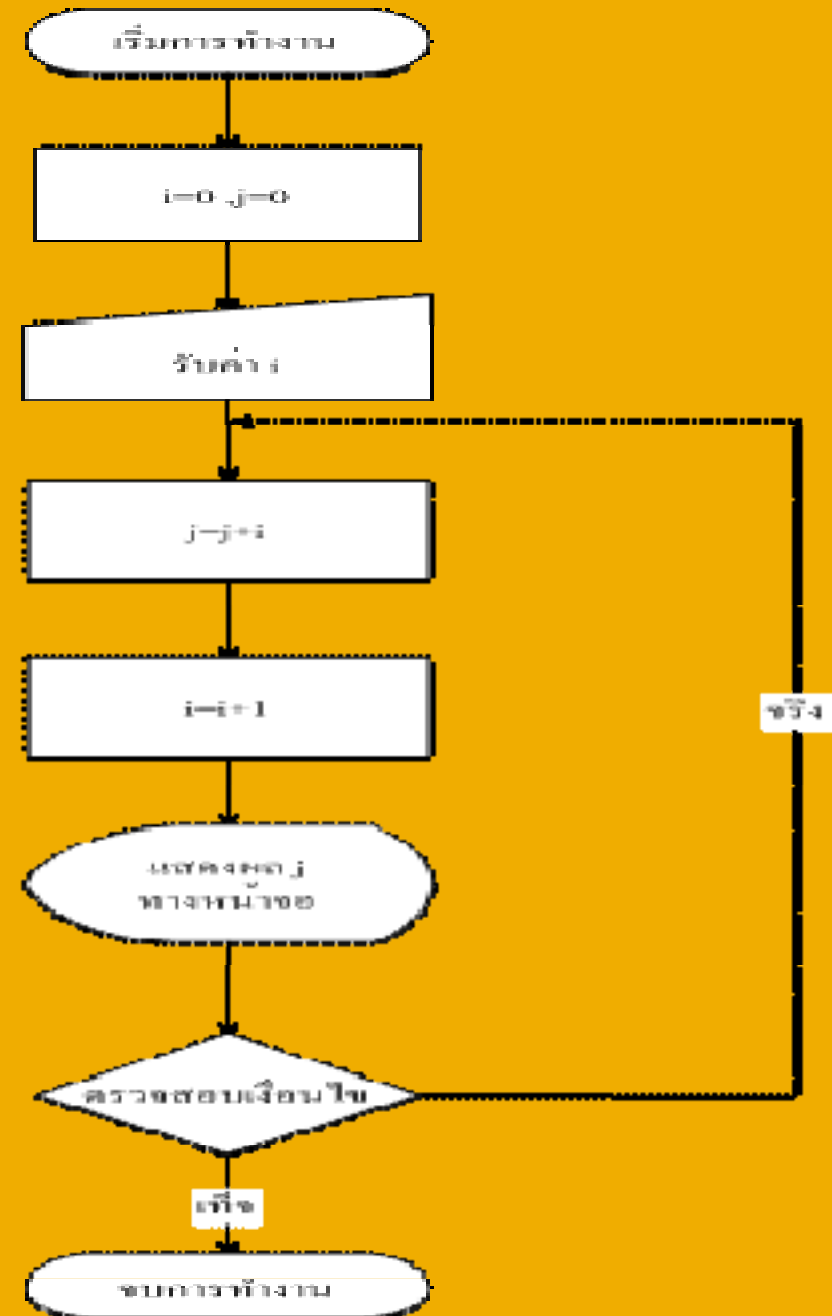 เริ่มการทำงาน
i=0 ,j=0
รับค่า i
j=j+i
i=i+1
แสดงผล j
ทางหน้าจอ
ตรวจสอบเงื่อนไข
จริง
เท็จ
จบการทำงาน